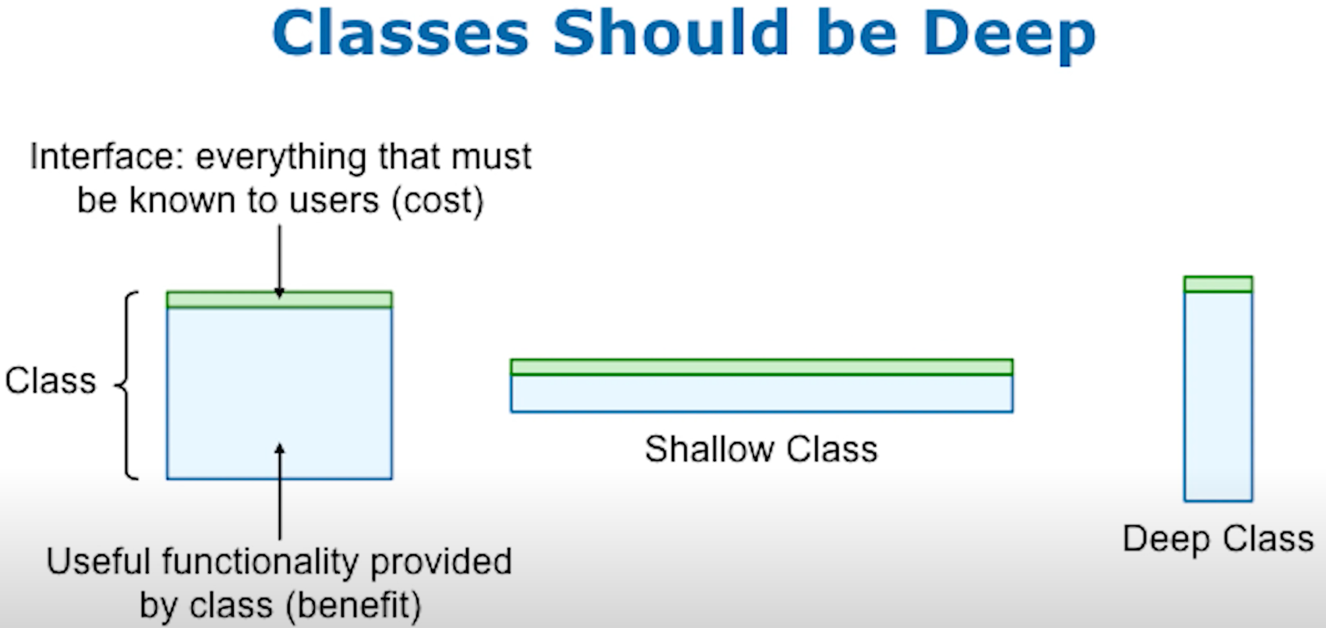 Classes Should be Deep
Interface: everything that must
be known to users (cost)
Class
Shallow Class
Deep Class
Useful functionality provided
by class (benefit)